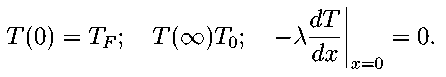 T(0) = T_F; T(∞)T_0; -λ dT/dx |_{x=0} = 0.